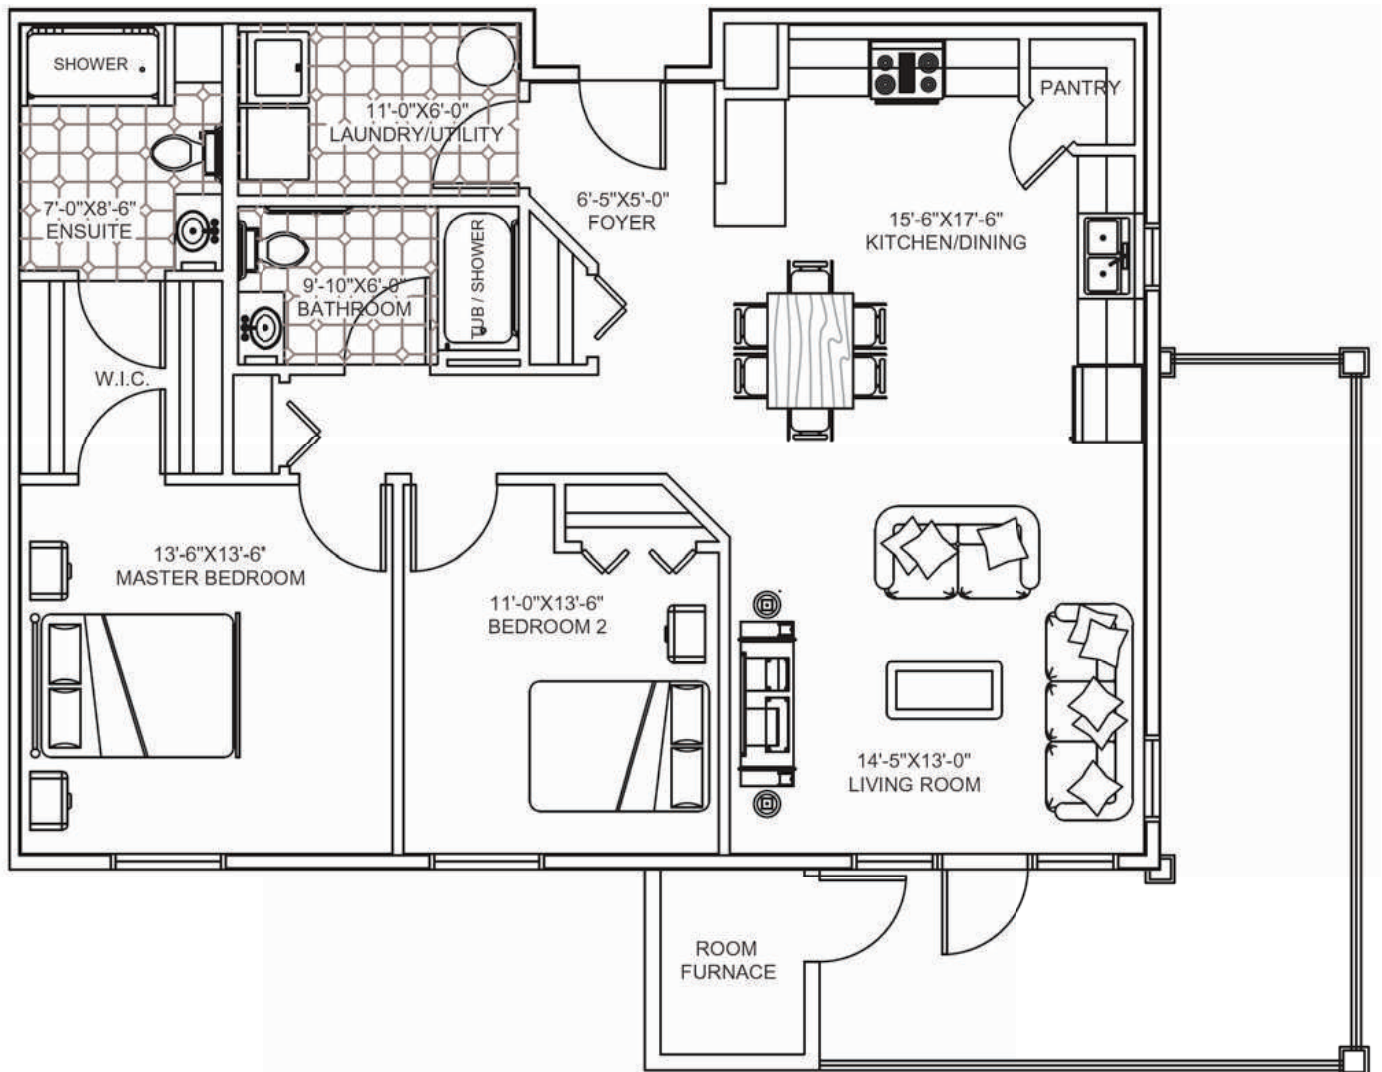 SHOWER
PANTRY
11'-0"X6'-0"
LAUNDRY/UTILITY
7'-0"X8'-6"
ENSUITE
6'-5"X5'-0"
FOYER
15'-6"X17'-6"
KITCHEN/DINING
TUB / SHOWER
9'-10"X6'-0"
BATHROOM
W.I.C.
13'-6"X13'-6"
MASTER BEDROOM
11'-0"X13'-6"
BEDROOM 2
14'-5"X13'-0"
LIVING ROOM
ROOM
FURNACE